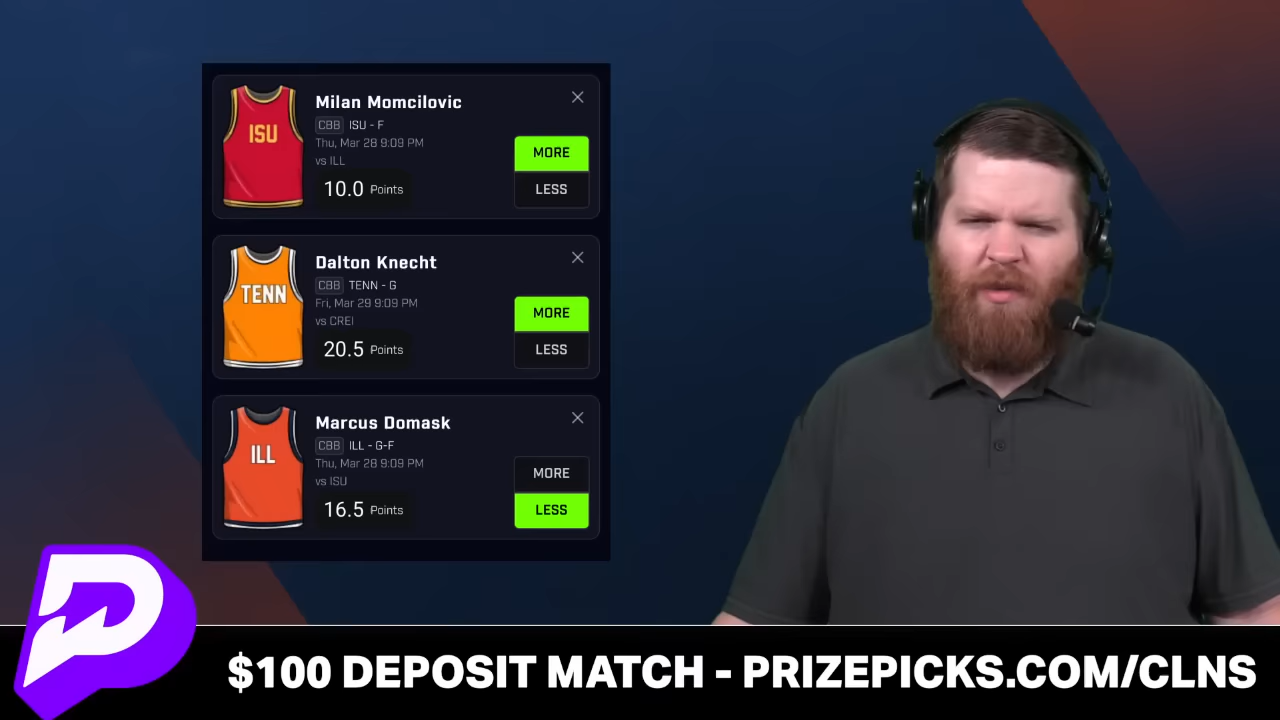 ISU
Milan Momcilovic
CBB ISU - F
Thu, Mar 28 9:09 PM
vs ILL
10.0 Points
MORE
LESS
TENN
Dalton Knecht
CBB TENN - G
Fri, Mar 29 9:09 PM
vs CREI
20.5 Points
MORE
LESS
ILL
Marcus Domask
CBB ILL - G-F
Thu, Mar 28 9:09 PM
vs ISU
16.5 Points
MORE
LESS
$100 DEPOSIT MATCH - PRIZEPICKS.COM/CLNS